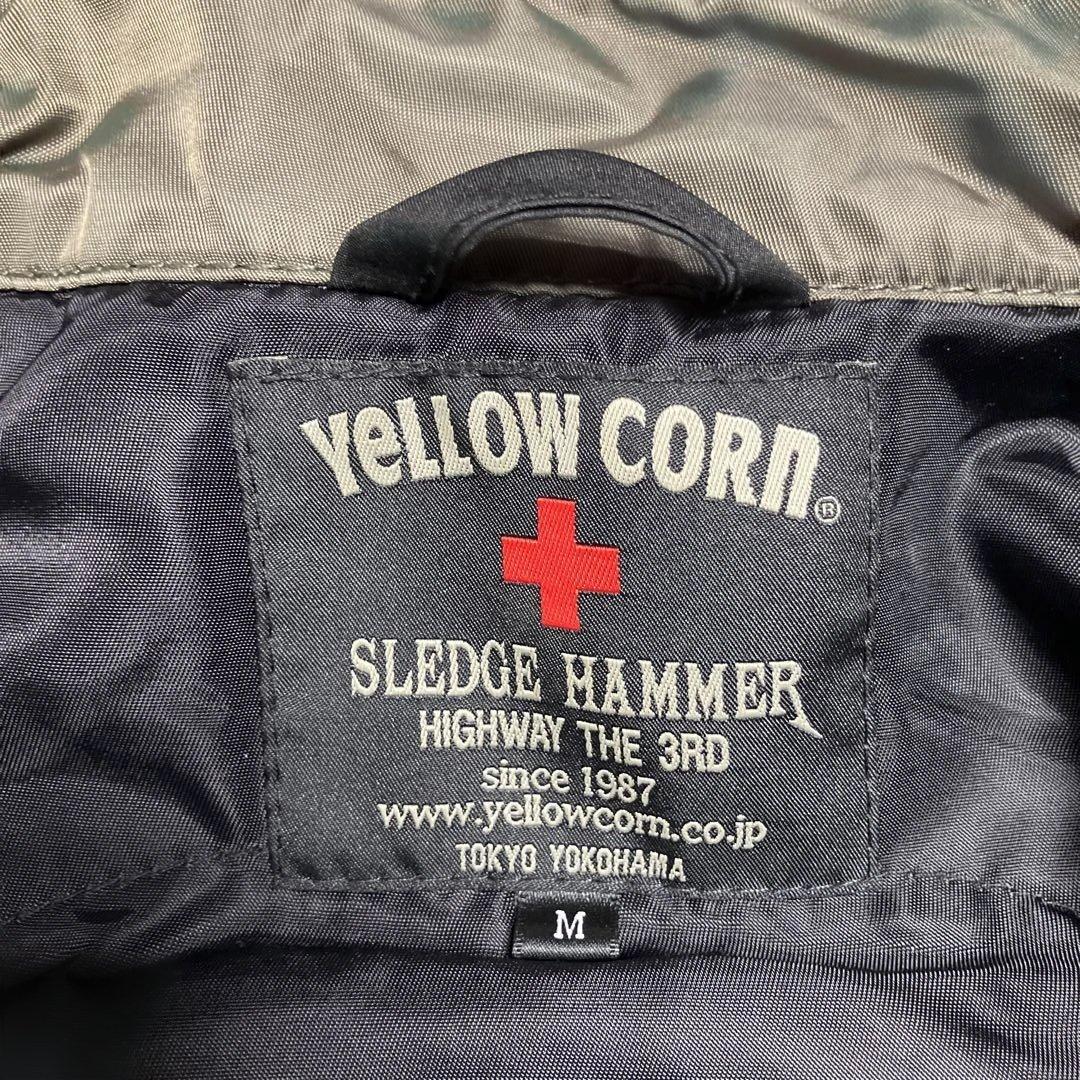 YeLLOW CORn®
SLEDGE HAMMER
HIGHWAY THE 3RD
since 1987
www.yellowcorn.co.jp
TOKYO YOKOHAMA
M